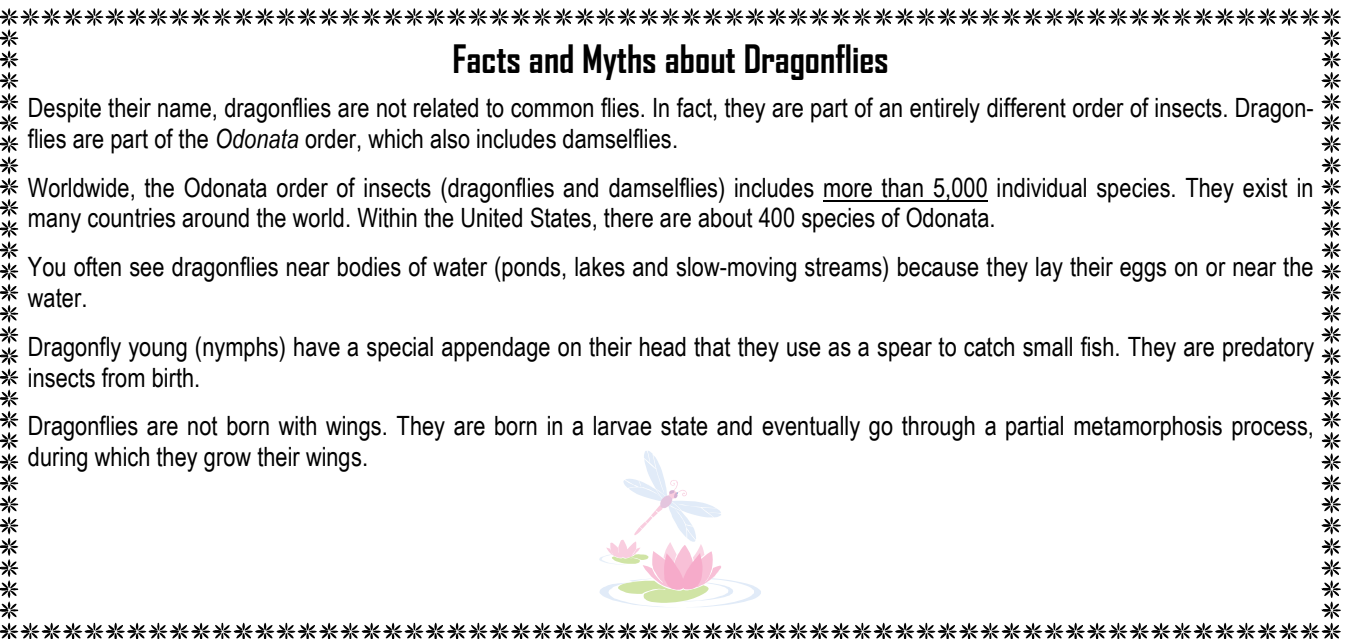 Facts and Myths about Dragonflies
Despite their name, dragonflies are not related to common flies. In fact, they are part of an entirely different order of insects. Dragon-
flies are part of the Odonata order, which also includes damselflies.
Worldwide, the Odonata order of insects (dragonflies and damselflies) includes more than 5,000 individual species. They exist in
many countries around the world. Within the United States, there are about 400 species of Odonata.
You often see dragonflies near bodies of water (ponds, lakes and slow-moving streams) because they lay their eggs on or near the
water.
Dragonfly young (nymphs) have a special appendage on their head that they use as a spear to catch small fish. They are predatory
insects from birth.
Dragonflies are not born with wings. They are born in a larvae state and eventually go through a partial metamorphosis process,
during which they grow their wings.